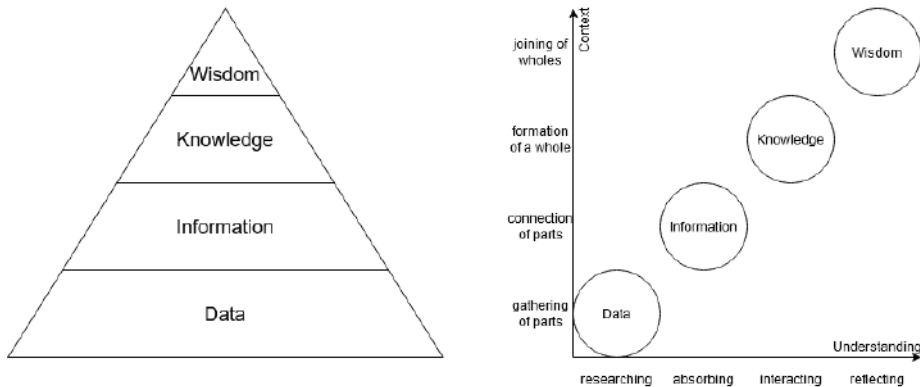 Wisdom
Knowledge
Information
Data
Context
joining of
wholes
Wisdom
formation
of a whole
Knowledge
connection
of parts
Information
gathering
of parts
Data
Understanding
researching
absorbing
interacting
reflecting